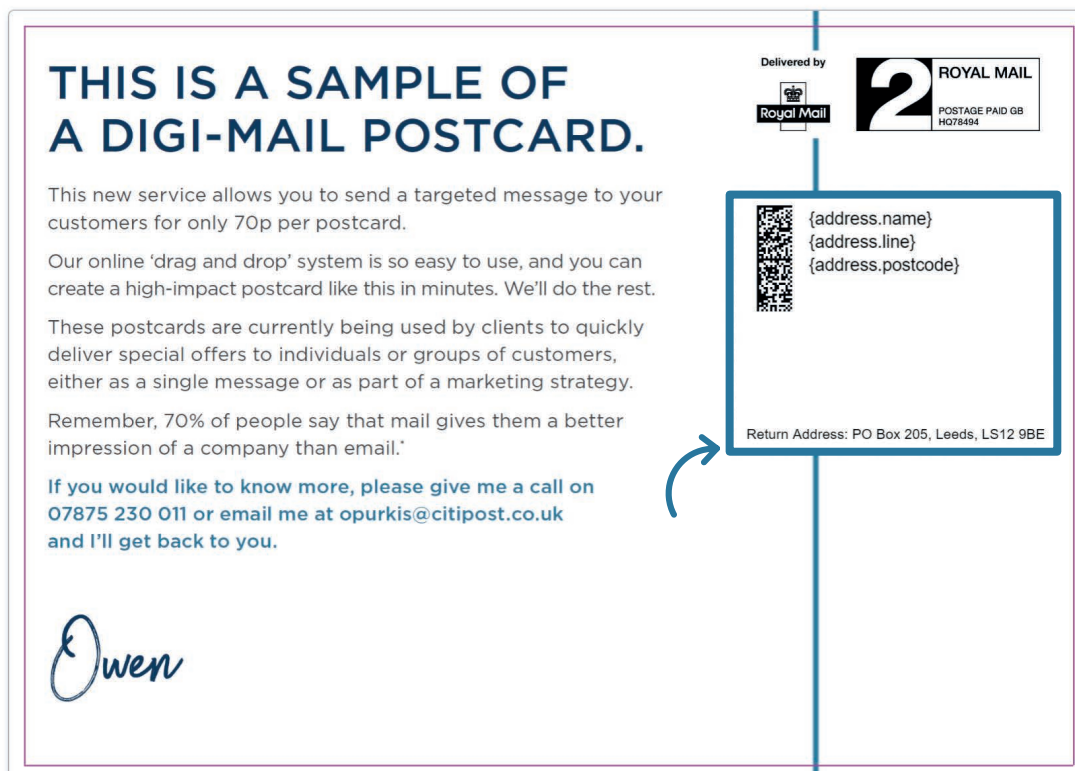 THIS IS A SAMPLE OF
A DIGI-MAIL POSTCARD.
This new service allows you to send a targeted message to your
customers for only 70p per postcard.
Our online ‘drag and drop’ system is so easy to use, and you can
create a high-impact postcard like this in minutes. We’ll do the rest.
These postcards are currently being used by clients to quickly
deliver special offers to individuals or groups of customers,
either as a single message or as part of a marketing strategy.
Remember, 70% of people say that mail gives them a better
impression of a company than email.*
If you would like to know more, please give me a call on
07875 230 011 or email me at opurkis@citipost.co.uk
and I’ll get back to you.
Owen
Delivered by
Royal Mail
2
ROYAL MAIL
POSTAGE PAID GB
HQ78494
{address.name}
{address.line}
{address.postcode}
Return Address: PO Box 205, Leeds, LS12 9BE